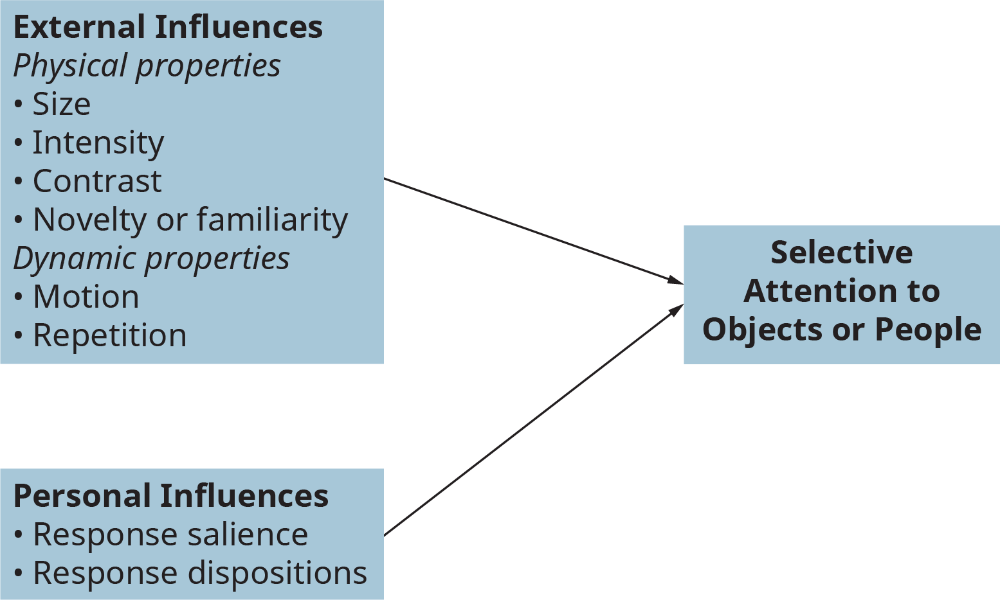 External Influences
Physical properties
• Size
• Intensity
• Contrast
• Novelty or familiarity
Dynamic properties
• Motion
• Repetition
Selective
Attention to
Objects or People
Personal Influences
• Response salience
• Response dispositions